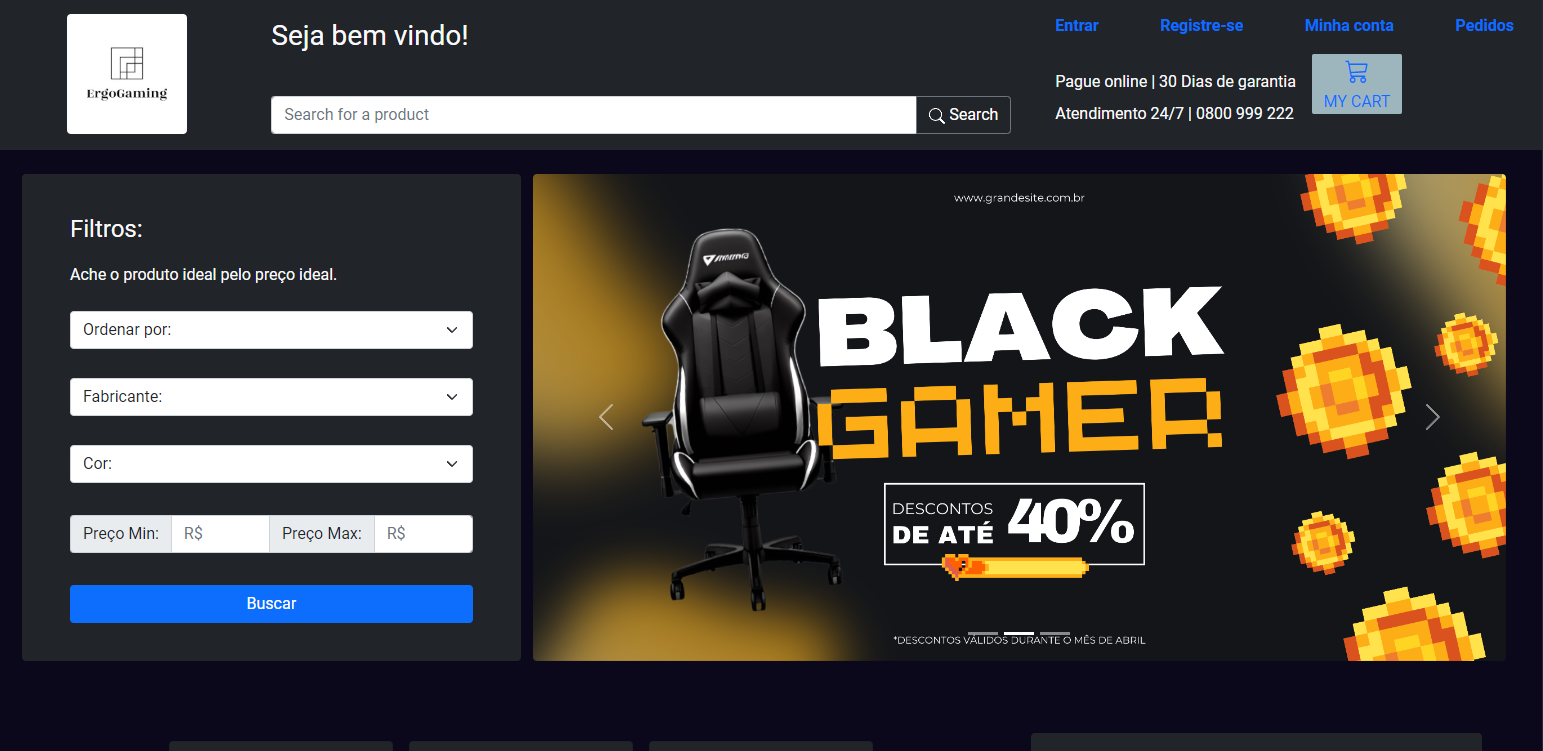 ErgoGaming
Seja bem vindo!
Search for a product
Search
Entrar
Registre-se
Minha conta
Pedidos
Pague online | 30 Dias de garantia
Atendimento 24/7 | 0800 999 222
MY CART
Filtros:
Ache o produto ideal pelo preço ideal.
Ordenar por:
Fabricante:
Cor:
Preço Min:
R$
Preço Max:
R$
Buscar
www.grandesite.com.br
BLACK
GAMER
DESCONTOS
DE ATÉ
40%
*DESCONTOS VÁLIDOS DURANTE O MÊS DE ABRIL